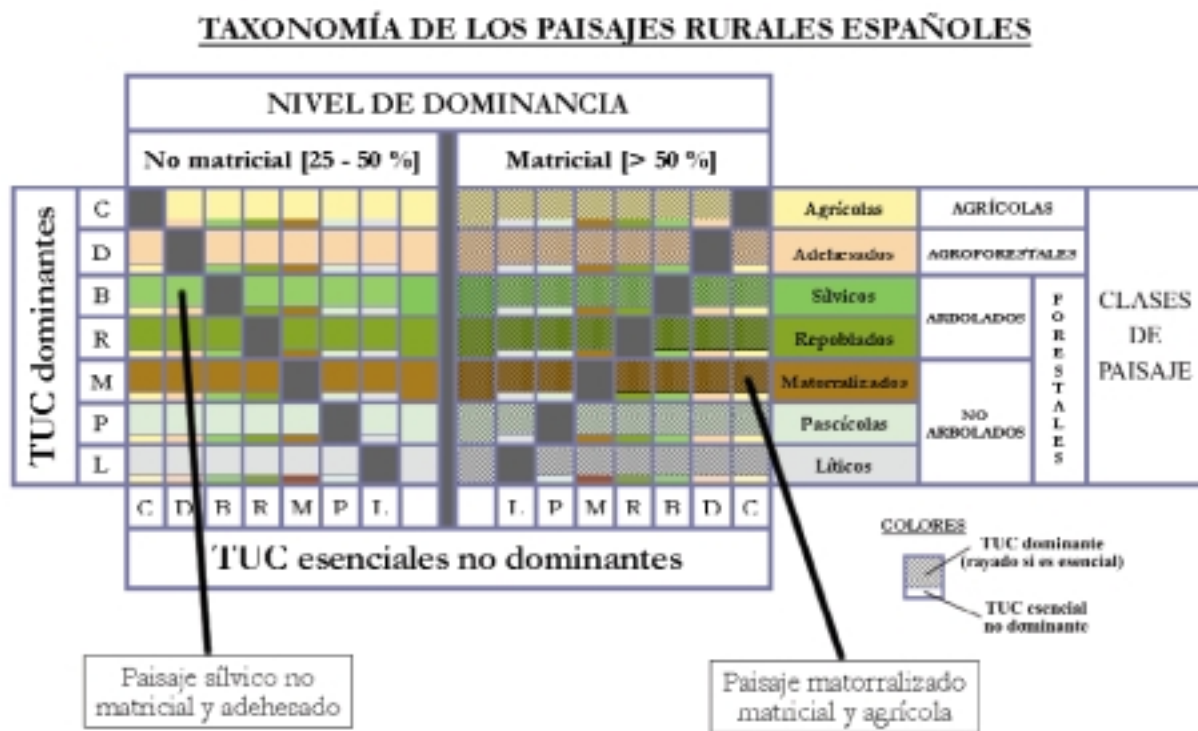 TAXONOMÍA DE LOS PAISAJES RURALES ESPAÑOLES
NIVEL DE DOMINANCIA
No matricial [25 - 50 %]
Matricial [> 50 %]
TUC dominantes
C
D
B
R
M
P
L
Agrícolas
Adehesados
Sílvicos
Repoblados
Matorralizados
Pascícolas
Líticos
AGRÍCOLAS
AGROFORESTALES
ARBOLADOS
NO
ARBOLADOS
FORESTALES
CLASES
DE
PAISAJE
C D B R M P L
L P M R B D C
TUC esenciales no dominantes
COLORES
TUC dominante
(rayado si es esencial)
TUC esencial
no dominante
Paisaje sílvico no
matricial y adehesado
Paisaje matorralizado
matricial y agrícola